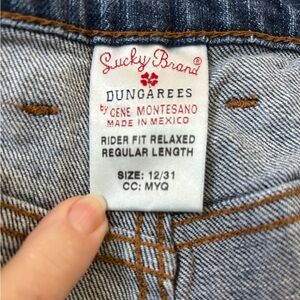 Lucky Brand®
DUNGAREES
by GENE MONTESANO
MADE IN MEXICO
RIDER FIT RELAXED
REGULAR LENGTH
SIZE: 12/31
CC: MYQ